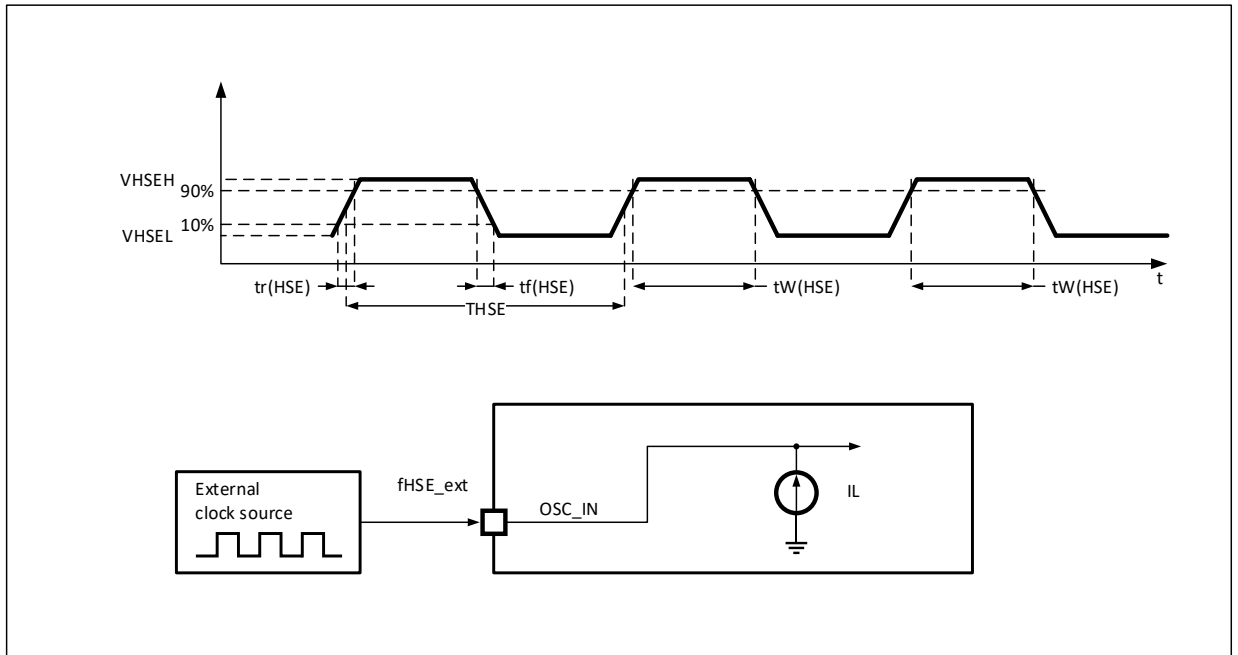 VHSEH
90%
10%
VHSEL
t
tr(HSE)
tf(HSE)
tW(HSE)
tW(HSE)
THSE
External
clock source
fHSE_ext
OSC_IN
IL